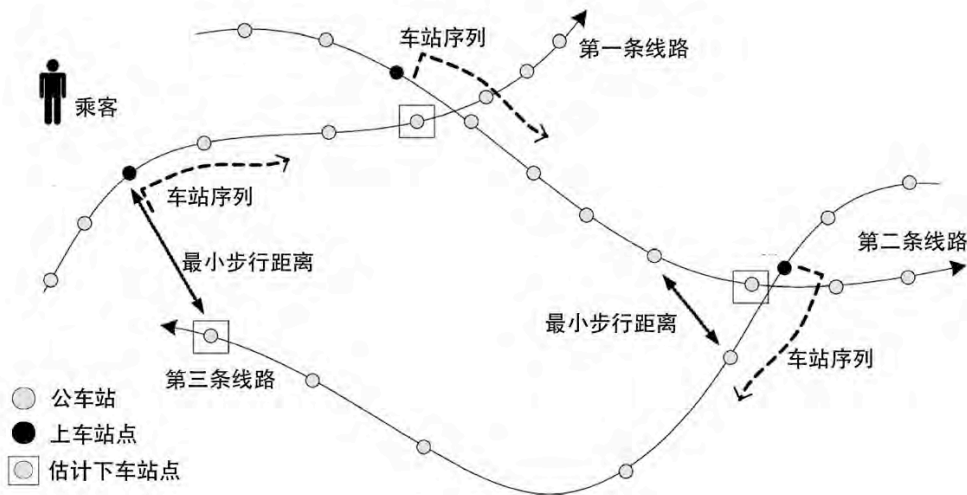 车站序列
第一条线路
乘客
车站序列
第二条线路
最小步行距离
最小步行距离
车站序列
第三条线路
公车站
上车站点
估计下车站点